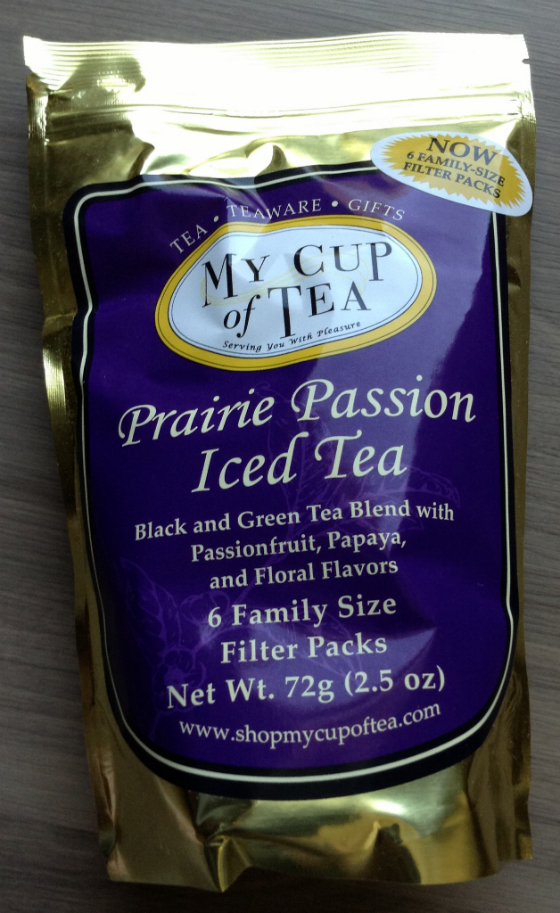 NOW
6 FAMILY-SIZE
FILTER PACKS
TEA • TEAWARE • GIFTS
MY CUP
of TEA
Serving You With Pleasure
Prairie Passion
Iced Tea
Black and Green Tea Blend with
Passionfruit, Papaya,
and Floral Flavors
6 Family Size
Filter Packs
Net Wt. 72g (2.5 oz)
www.shopmycupoftea.com